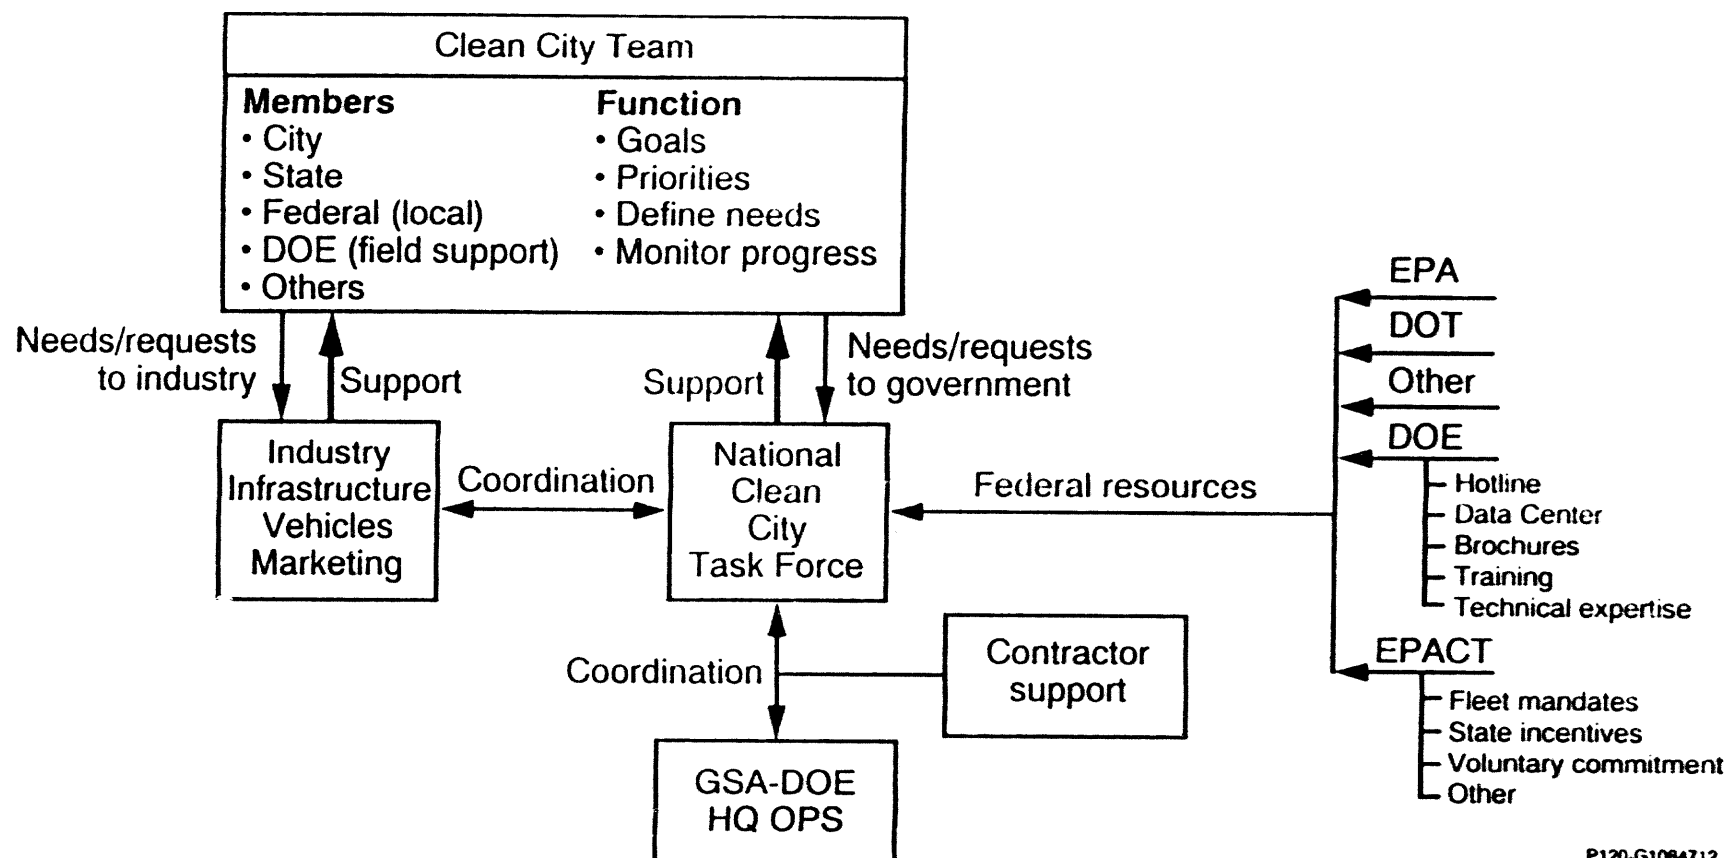 Clean City Team
Members
• City
• State
• Federal (local)
• DOE (field support)
• Others
Function
• Goals
• Priorities
• Define needs
• Monitor progress
Needs/requests
to industry
Support
Support
Needs/requests
to government
Industry
Infrastructure
Vehicles
Marketing
Coordination
National
Clean
City
Task Force
Federal resources
EPA
DOT
Other
DOE
Hotline
Data Center
Brochures
Training
Technical expertise
EPACT
Fleet mandates
State incentives
Voluntary commitment
Other
Coordination
Contractor
support
GSA-DOE
HQ OPS
P120-G1064712